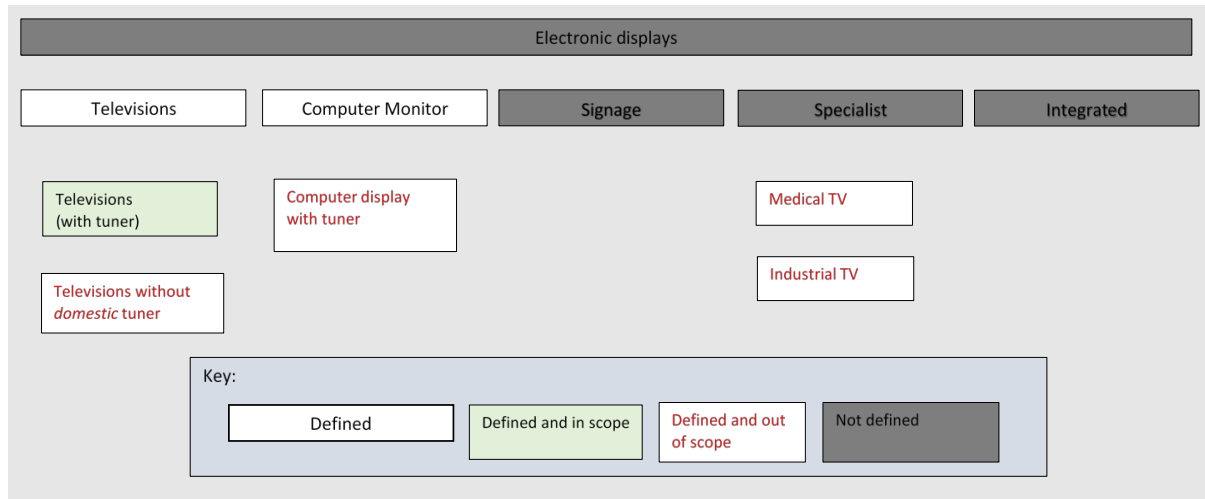 Electronic displays
Televisions
Computer Monitor
Signage
Specialist
Integrated
Televisions
(with tuner)
Computer display
with tuner
Medical TV
Televisions without
domestic tuner
Industrial TV
Key:
Defined
Defined and in scope
Defined and out
of scope
Not defined